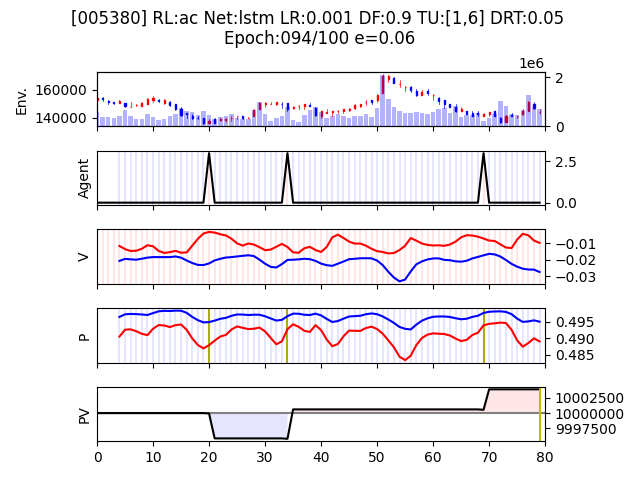 [005380] RL:ac Net:lstm LR:0.001 DF:0.9 TU:[1,6] DRT:0.05
Epoch:094/100 e=0.06
1e6
Env.
160000
140000
2
0
Agent
2.5
0.0
V
−0.01
−0.02
−0.03
P
0.495
0.490
0.485
PV
10002500
10000000
9997500
0 10 20 30 40 50 60 70 80